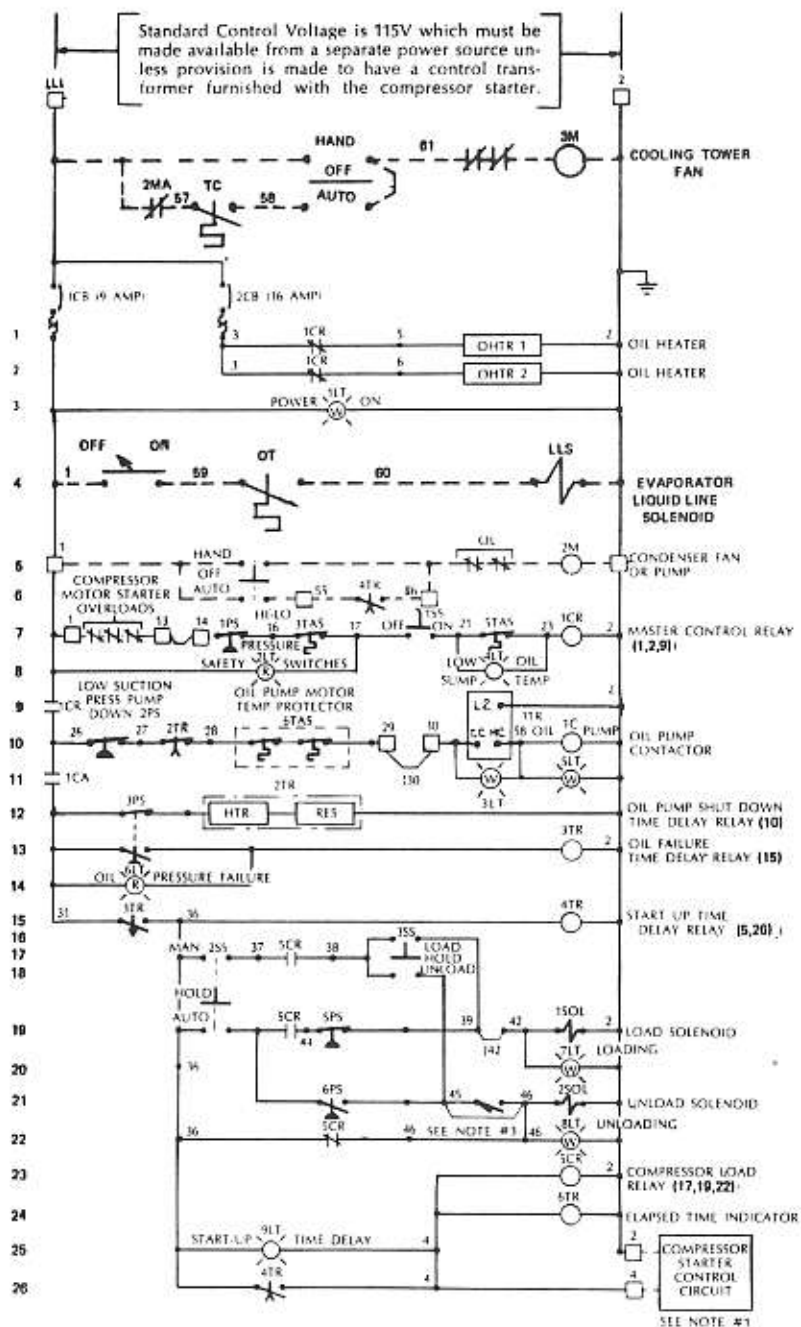 Standard Control Voltage is 115V which must be
made available from a separate power source un-
less provision is made to have a control trans-
former furnished with the compressor starter.
LLL
2
HAND
61
3M
COOLING TOWER
FAN
OFF
AUTO
2MA
57
TC
58
1CB (9 AMP)
2CB (16 AMP)
1
3
1CR
5
OHTR 1
2
OIL HEATER
2
3
1CR
6
OHTR 2
OIL HEATER
3
POWER
1LT
W
ON
4
OFF
ON
1
59
OT
60
LLS
EVAPORATOR
LIQUID LINE
SOLENOID
5
1
HAND
OL
2M
CONDENSER FAN
OR PUMP
6
COMPRESSOR
MOTOR STARTER
OVERLOADS
OFF
AUTO
55
4TR
56
7
1
13
14
1PS
HI-LO
16
3TAS
17
OFF
1SS
ON
21
5TAS
23
1CR
2
MASTER CONTROL RELAY
(1,2,9)
PRESSURE
8
SAFETY
R
SWITCHES
LOW
SUMP
4LT
W
OIL
TEMP
9
1CR
LOW SUCTION
PRESS PUMP
DOWN 2PS
OIL PUMP MOTOR
TEMP PROTECTOR
6TAS
L2
2
10
26
27
2TR
28
29
30
1TR
58
OIL
1C
PUMP
OIL PUMP
CONTACTOR
11
1CA
W
3LT
5LT
W
12
3PS
2TR
HTR
RES
OIL PUMP SHUT DOWN
TIME DELAY RELAY (10)
13
3TR
2
OIL FAILURE
TIME DELAY RELAY (15)
14
OIL
6LT
R
PRESSURE FAILURE
15
31
3TR
36
4TR
START UP TIME
DELAY RELAY (5,26)
16
17
18
MAN
2SS
37
5CR
38
3SS
LOAD
HOLD
UNLOAD
HOLD
AUTO
19
5CR
44
5PS
39
J42
42
1SOL
2
LOAD SOLENOID
20
36
7LT
W
LOADING
21
6PS
45
46
2SOL
UNLOAD SOLENOID
22
36
5CR
46
SEE NOTE #3
46
8LT
W
UNLOADING
23
5CR
2
COMPRESSOR LOAD
RELAY (17,19,22)
24
6TR
ELAPSED TIME INDICATOR
25
START-UP
9LT
TIME DELAY
4
2
COMPRESSOR
STARTER
CONTROL
CIRCUIT
26
4TR
4
4
SEE NOTE #1